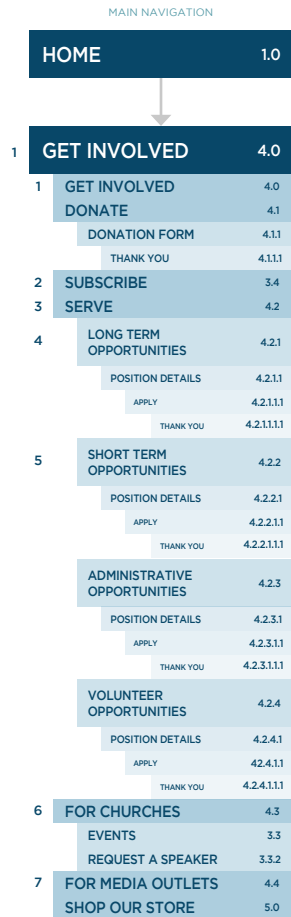 MAIN NAVIGATION
HOME 1.0
1 GET INVOLVED 4.0
1 GET INVOLVED 4.0
DONATE 4.1
DONATION FORM 4.1.1
THANK YOU 4.1.1.1
2 SUBSCRIBE 3.4
3 SERVE 4.2
4 LONG TERM
OPPORTUNITIES 4.2.1
POSITION DETAILS 4.2.1.1
APPLY 4.2.1.1.1
THANK YOU 4.2.1.1.1.1
5 SHORT TERM
OPPORTUNITIES 4.2.2
POSITION DETAILS 4.2.2.1
APPLY 4.2.2.1.1
THANK YOU 4.2.2.1.1.1
ADMINISTRATIVE
OPPORTUNITIES 4.2.3
POSITION DETAILS 4.2.3.1
APPLY 4.2.3.1.1
THANK YOU 4.2.3.1.1.1
VOLUNTEER
OPPORTUNITIES 4.2.4
POSITION DETAILS 4.2.4.1
APPLY 42.4.1.1
THANK YOU 4.2.4.1.1.1
6 FOR CHURCHES 4.3
EVENTS 3.3
REQUEST A SPEAKER 3.3.2
7 FOR MEDIA OUTLETS 4.4
SHOP OUR STORE 5.0